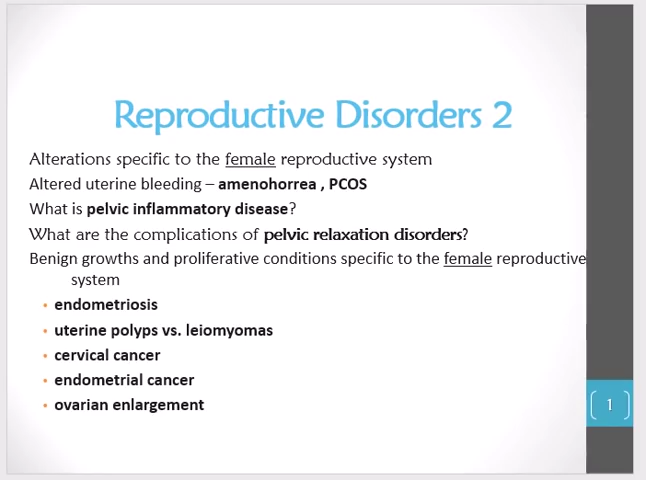 Reproductive Disorders 2
Alterations specific to the female reproductive system
Altered uterine bleeding – amenohorrea , PCOS
What is pelvic inflammatory disease?
What are the complications of pelvic relaxation disorders?
Benign growths and proliferative conditions specific to the female reproductive
system
• endometriosis
• uterine polyps vs. leiomyomas
• cervical cancer
• endometrial cancer
• ovarian enlargement
1